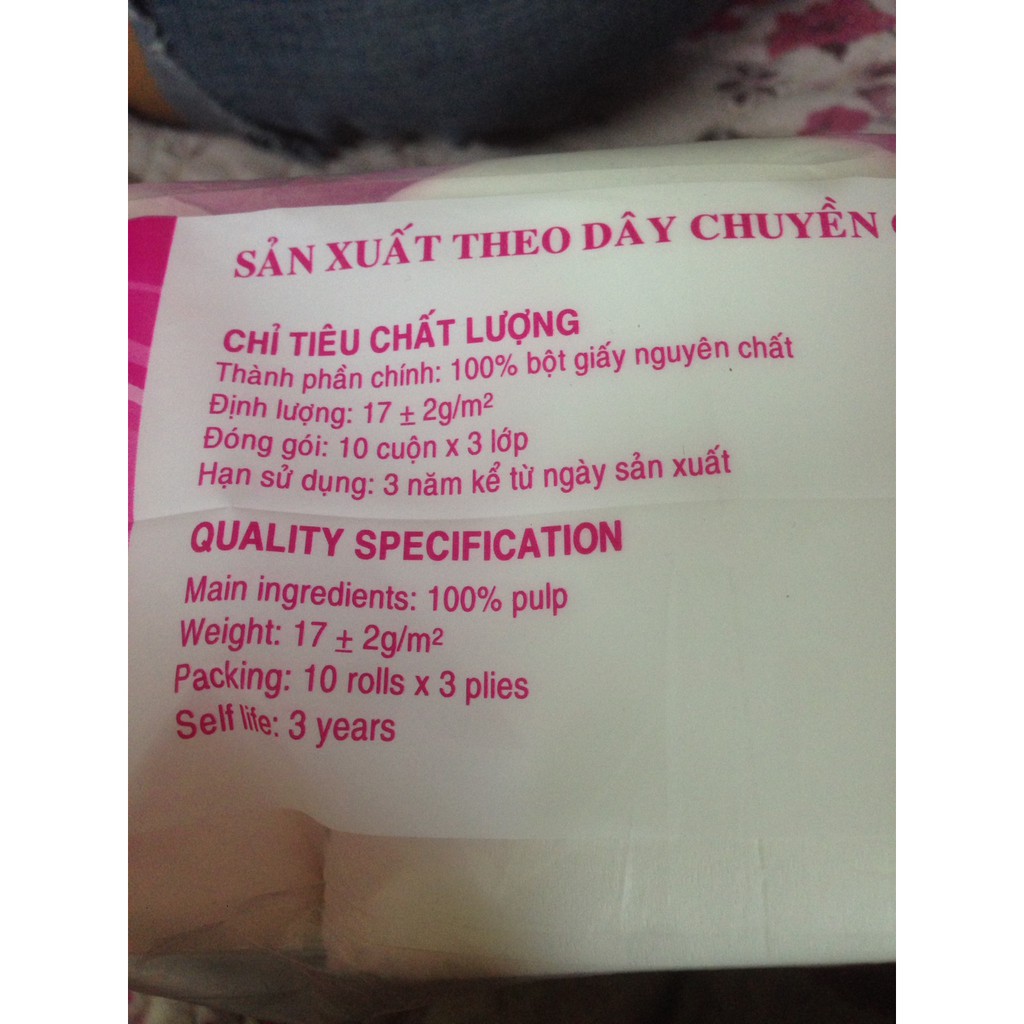 SẢN XUẤT THEO DÂY CHUYỀN
CHỈ TIÊU CHẤT LƯỢNG
Thành phần chính: 100% bột giấy nguyên chất
Định lượng: 17 ± 2g/m²
Đóng gói: 10 cuộn x 3 lớp
Hạn sử dụng: 3 năm kể từ ngày sản xuất
QUALITY SPECIFICATION
Main ingredients: 100% pulp
Weight: 17 ± 2g/m²
Packing: 10 rolls x 3 plies
Self life: 3 years